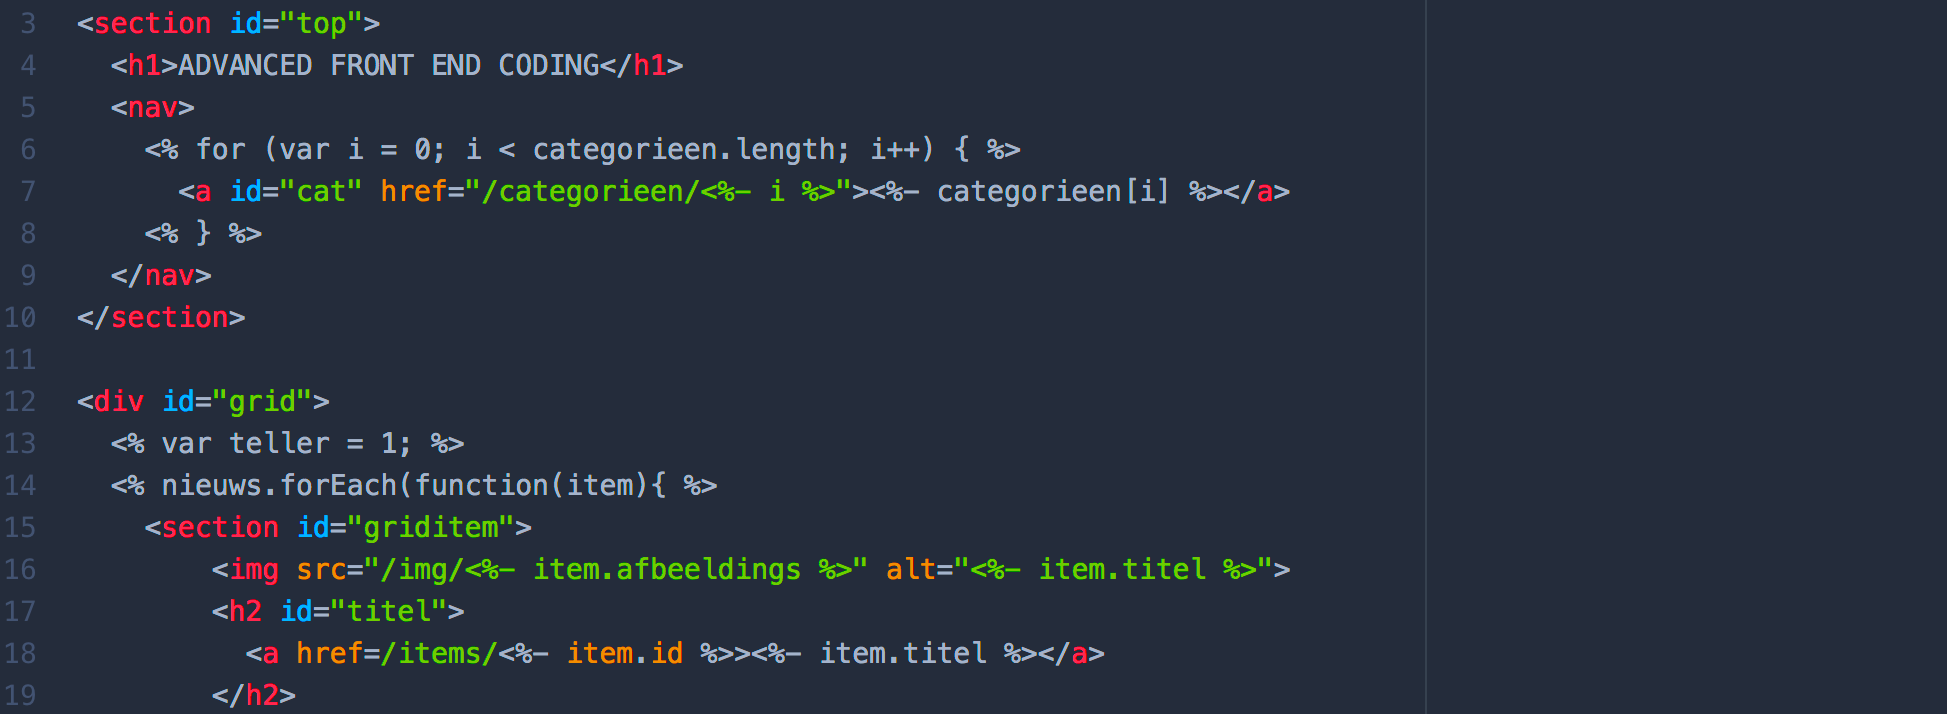 3 <section id="top">
4 <h1>ADVANCED FRONT END CODING</h1>
5 <nav>
6 <% for (var i = 0; i < categorieen.length; i++) { %>
7 <a id="cat" href="/categorieen/<%- i %>"><%- categorieen[i] %></a>
8 <% } %>
9 </nav>
10 </section>
11
12 <div id="grid">
13 <% var teller = 1; %>
14 <% nieuws.forEach(function(item){ %>
15 <section id="griditem">
16 <img src="/img/<%- item.afbeeldings %>" alt="<%- item.titel %>">
17 <h2 id="titel">
18 <a href=/items/<%- item.id %>><%- item.titel %></a>
19 </h2>